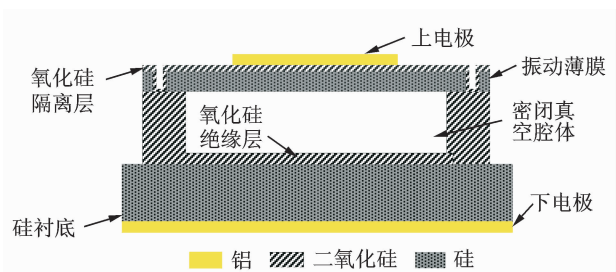 上电极
氧化硅
隔离层
振动薄膜
氧化硅
绝缘层
密闭真
空腔体
硅衬底
下电极
铝 二氧化硅 硅